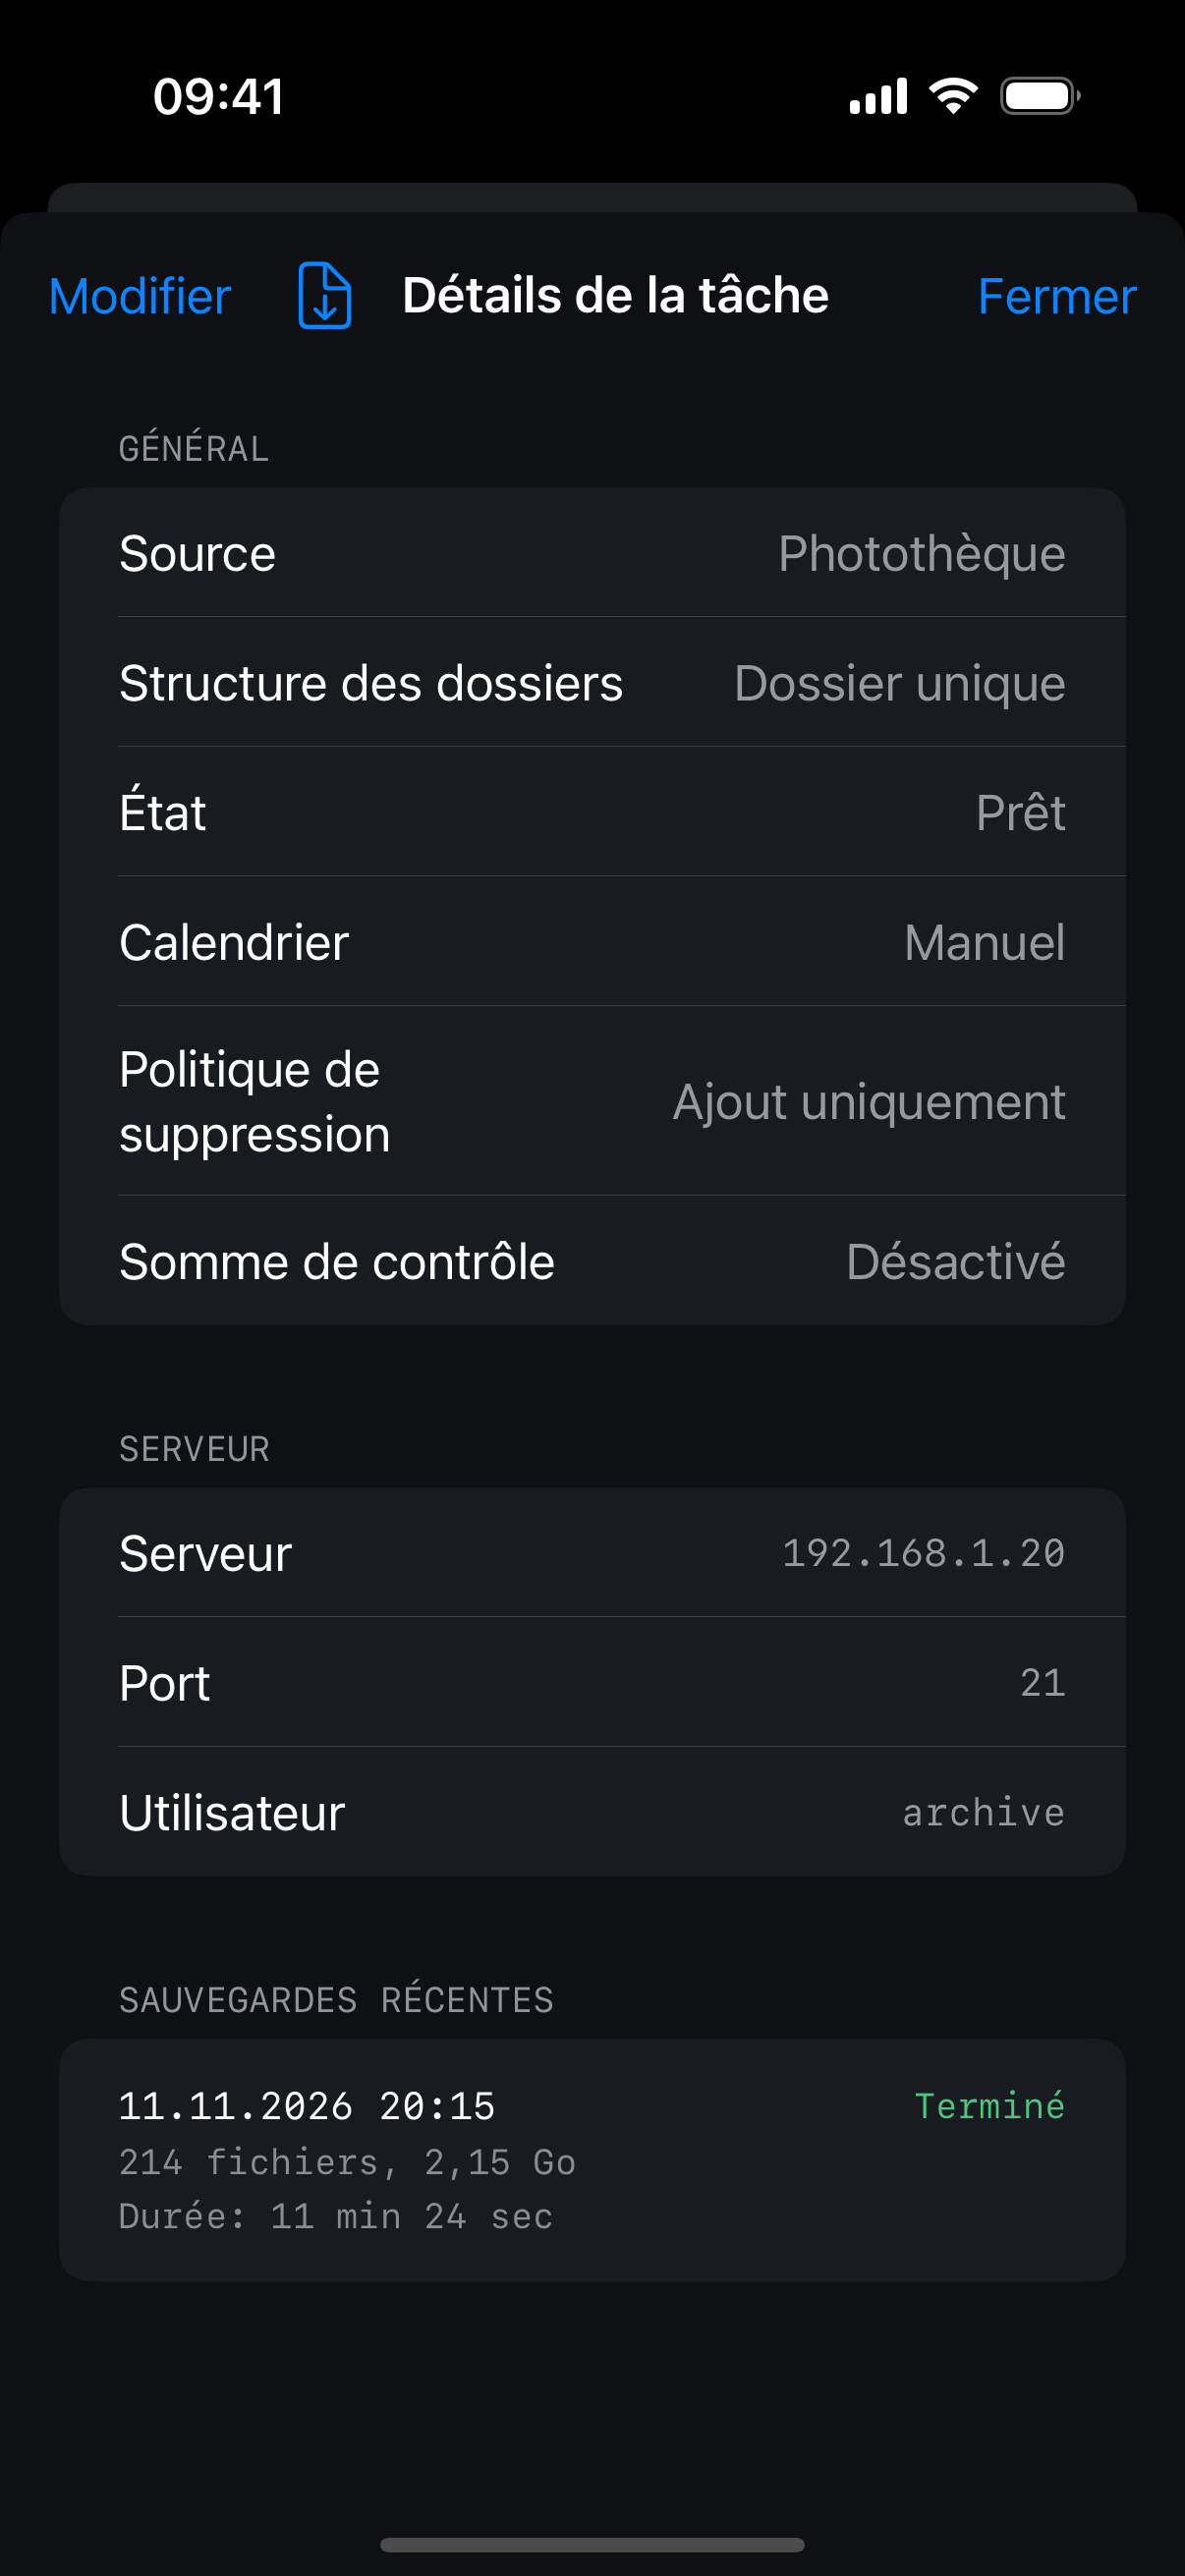 09:41
Modifier
Détails de la tâche
Fermer
GÉNÉRAL
Source
Photothèque
Structure des dossiers
Dossier unique
État
Prêt
Calendrier
Manuel
Politique de
suppression
Ajout uniquement
Somme de contrôle
Désactivé
SERVEUR
Serveur
192.168.1.20
Port
21
Utilisateur
archive
SAUVEGARDES RÉCENTES
11.11.2026 20:15
Terminé
214 fichiers, 2,15 Go
Durée: 11 min 24 sec